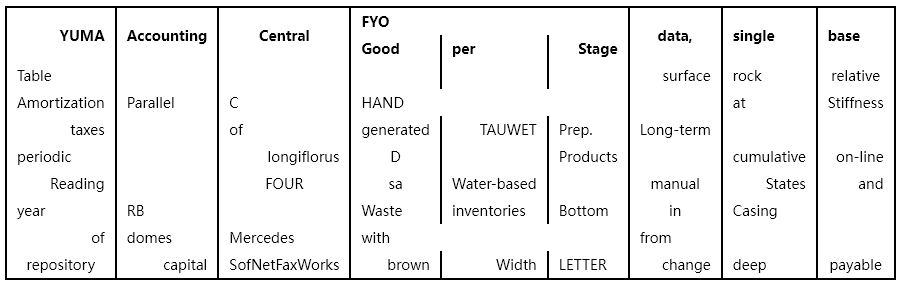 FYO
YUMA Accounting Central Good per Stage data, single base
Table surface rock relative
Amortization Parallel C HAND at Stiffness
taxes of generated TAUWET Prep. Long-term
periodic longiflorus D Products cumulative on-line
Reading FOUR sa Water-based manual States and
year RB Waste inventories Bottom in Casing
of domes Mercedes with from
repository capital SofNetFaxWorks brown Width LETTER change deep payable